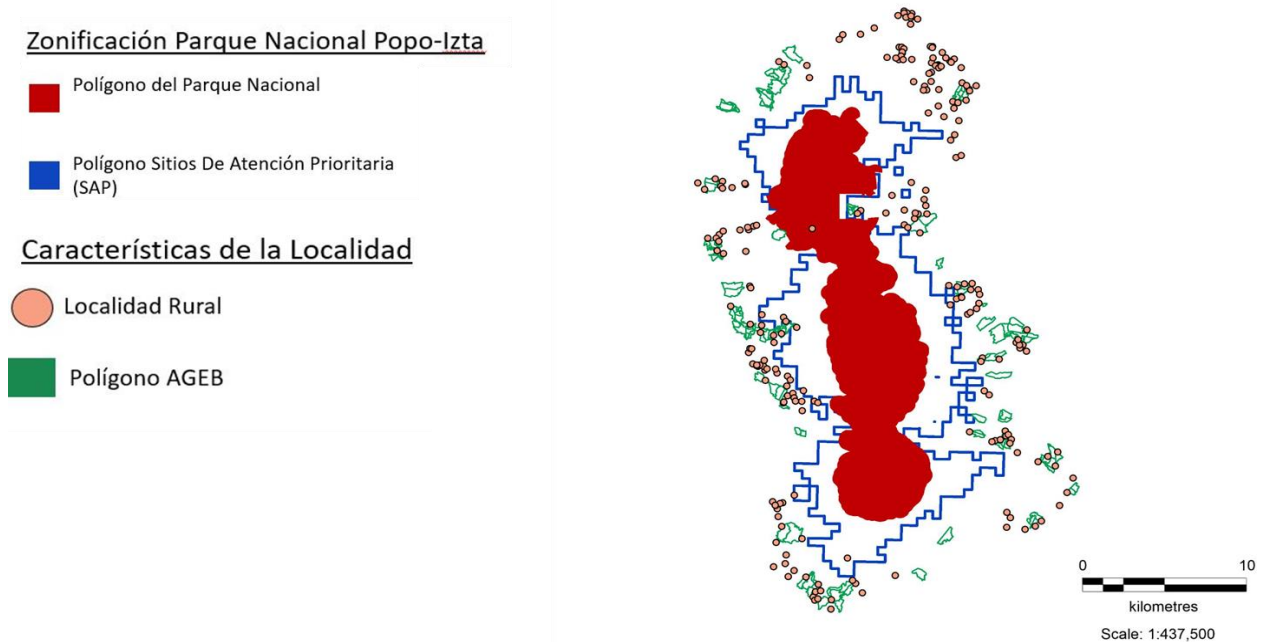 Zonificación Parque Nacional Popo-Izta
Polígono del Parque Nacional
Polígono Sitios De Atención Prioritaria
(SAP)
Características de la Localidad
Localidad Rural
Polígono AGEB
0 10
kilometres
Scale: 1:437,500